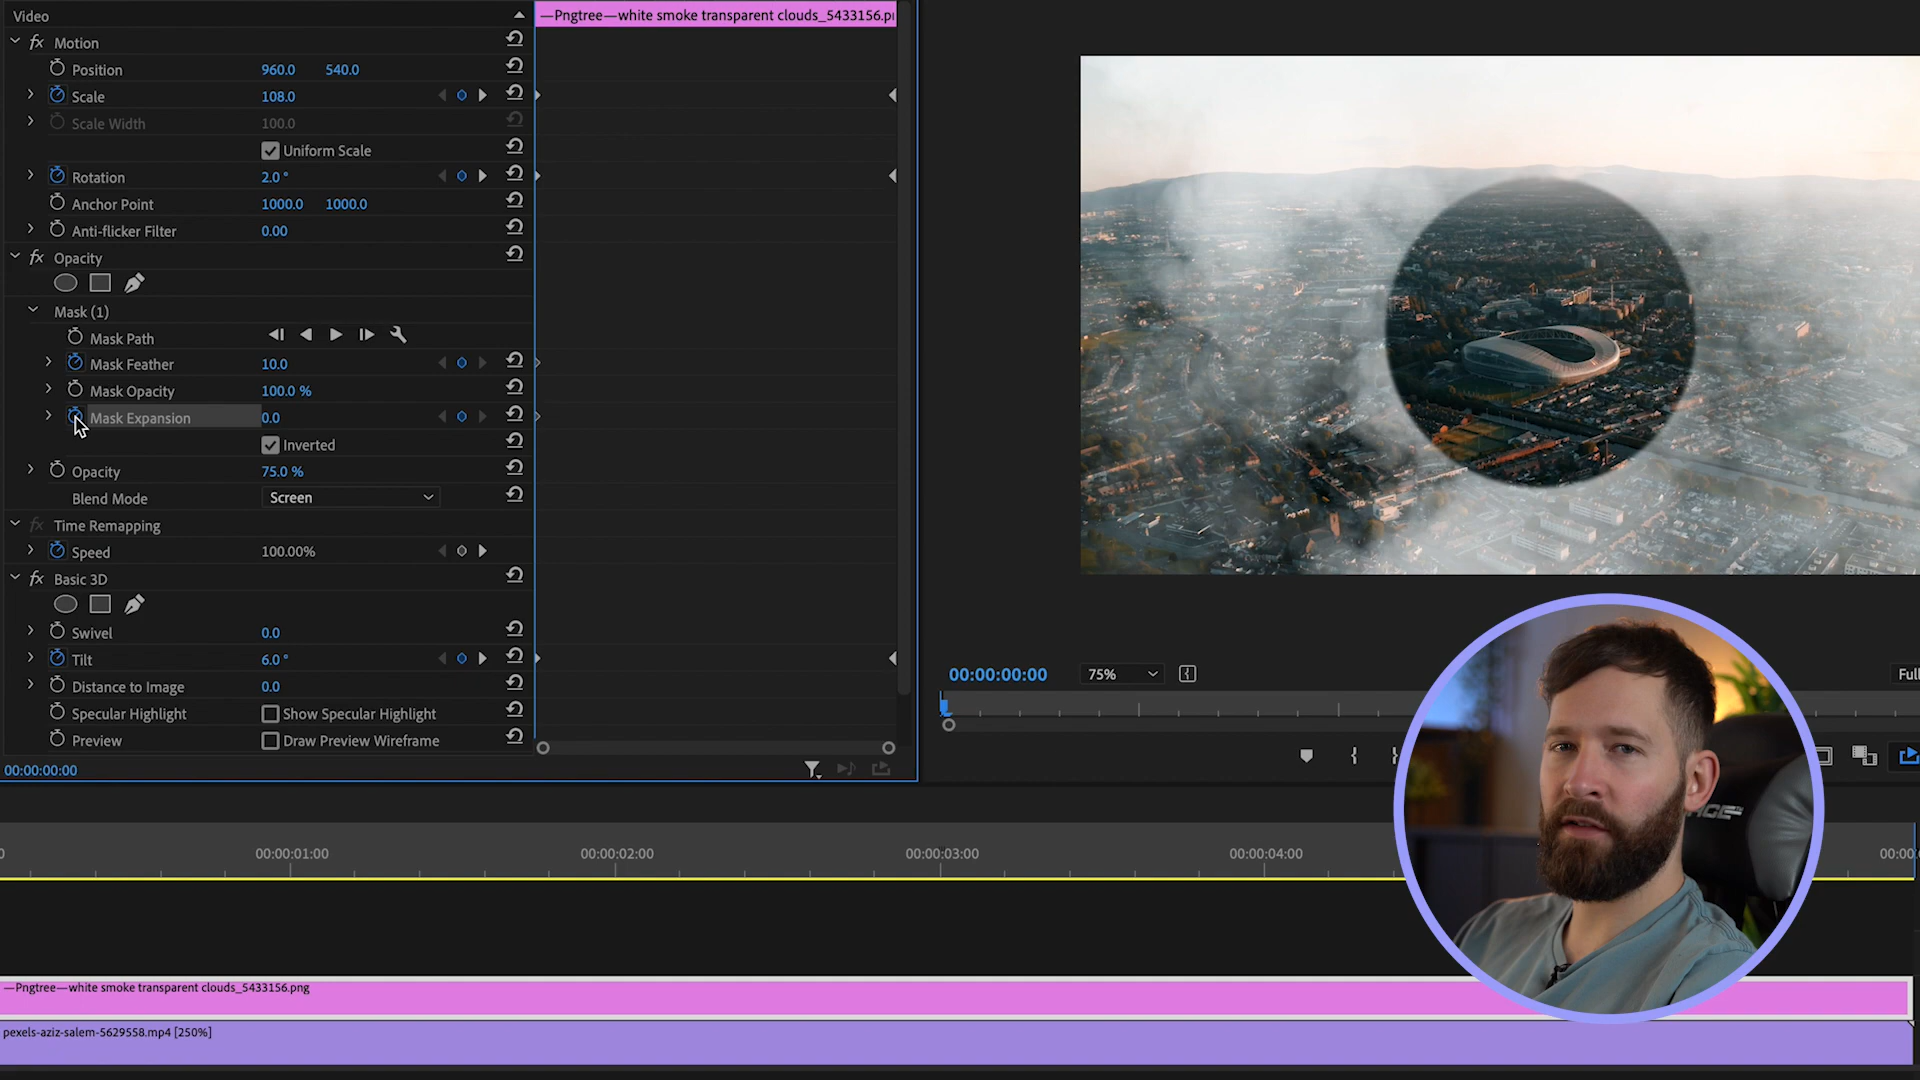 Video
—Pngtree—white smoke transparent clouds_5433156.p
Motion
Position 960.0 540.0
Scale 108.0
Scale Width 100.0
Uniform Scale
Rotation 2.0 °
Anchor Point 1000.0 1000.0
Anti-flicker Filter 0.00
Opacity
Mask (1)
Mask Path
Mask Feather 10.0
Mask Opacity 100.0 %
Mask Expansion 0.0
Inverted
Opacity 75.0 %
Blend Mode Screen
Time Remapping
Speed 100.00%
Basic 3D
Swivel 0.0
Tilt 6.0 °
Distance to Image 0.0
Specular Highlight Show Specular Highlight
Preview Draw Preview Wireframe
00:00:00:00
00:00:00:00 75% Full
0 00:00:01:00 00:00:02:00 00:00:03:00 00:00:04:00 00:00:
—Pngtree—white smoke transparent clouds_5433156.png
pexels-aziz-salem-5629558.mp4 [250%]